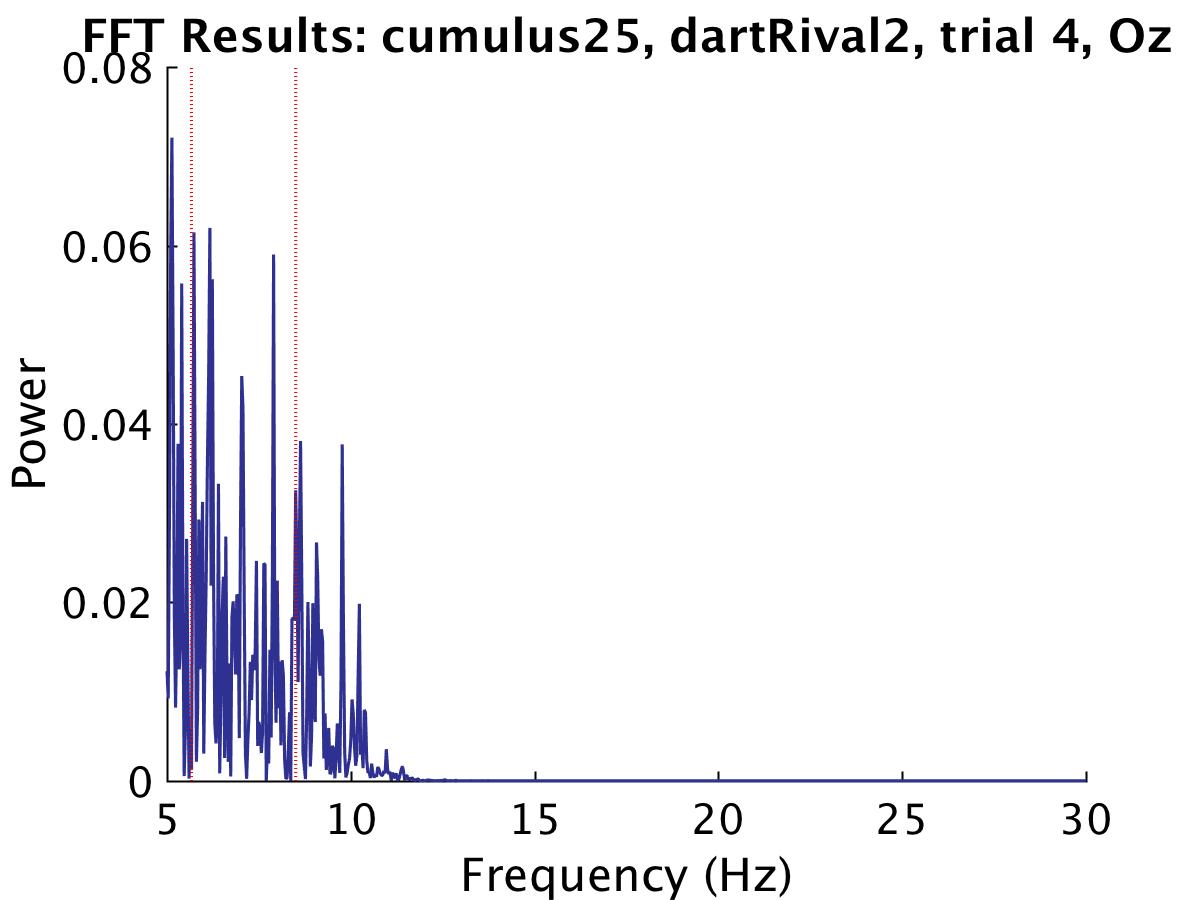 FFT Results: cumulus25, dartRival2, trial 4, Oz
0.08
0.06
0.04
0.02
0
Power
5 10 15 20 25 30
Frequency (Hz)